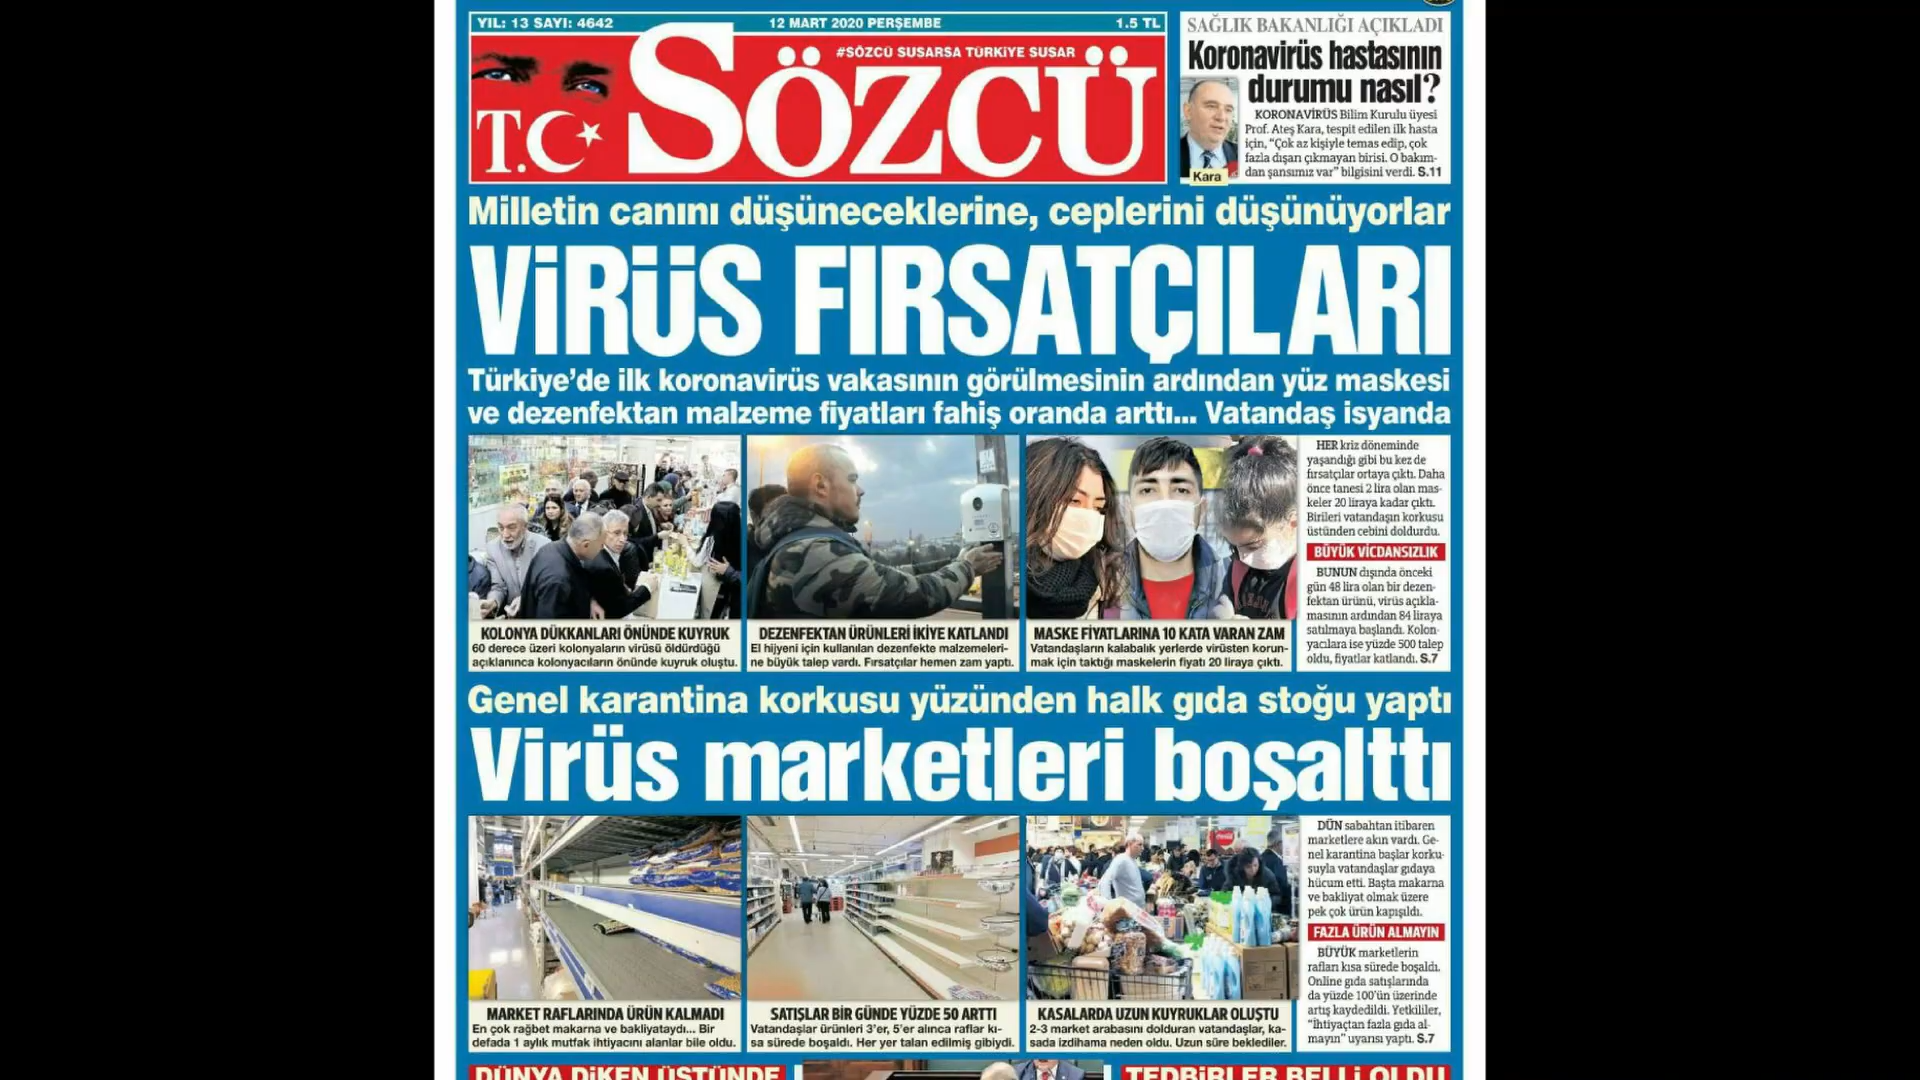 YIL: 13 SAYI: 4642
12 MART 2020 PERŞEMBE
1.5 TL
#SÖZCÜ SUSARSA TÜRKİYE SUSAR
T.C
SÖZCÜ
SAĞLIK BAKANLIĞI AÇIKLADI
Koronavirüs hastasının
durumu nasıl?
KORONAVİRÜS Bilim Kurulu üyesi
Prof. Ateş Kara, tespit edilen ilk hasta
için, “Çok az kişiyle temas edip, çok
fazla dışarı çıkmayan birisi. O bakım-
dan şansımız var” bilgisini verdi. S.11
Kara
Milletin canını düşüneceklerine, ceplerini düşünüyorlar
VİRÜS FIRSATÇILARI
Türkiye’de ilk koronavirüs vakasının görülmesinin ardından yüz maskesi
ve dezenfektan malzeme fiyatları fahiş oranda arttı... Vatandaş isyanda
KOLONYA DÜKKANLARI ÖNÜNDE KUYRUK
60 derece üzeri kolonyaların virüsü öldürdüğü
açıklanınca kolonyacıların önünde kuyruk oluştu.
DEZENFEKTAN ÜRÜNLERİ İKİYE KATLANDI
El hijyeni için kullanılan dezenfekte malzemeleri-
ne büyük talep vardı. Fırsatçılar hemen zam yaptı.
MASKE FİYATLARINA 10 KATA VARAN ZAM
Vatandaşların kalabalık yerlerde virüsten korun-
mak için taktığı maskelerin fiyatı 20 liraya çıktı.
HER kriz döneminde
yaşandığı gibi bu kez de
fırsatçılar ortaya çıktı. Daha
önce tanesi 2 lira olan mas-
keler 20 liraya kadar çıktı.
Birileri vatandaşın korkusu
üstünden cebini doldurdu.
BÜYÜK VİCDANSIZLIK
BUNUN dışında önceki
gün 48 lira olan bir dezen-
fektan ürünü, virüs açıkla-
masının ardından 84 liraya
satılmaya başlandı. Kolon-
yacılara ise yüzde 500 talep
oldu, fiyatlar katlandı. S.7
Genel karantina korkusu yüzünden halk gıda stoğu yaptı
Virüs marketleri boşalttı
MARKET RAFLARINDA ÜRÜN KALMADI
En çok rağbet makarna ve bakliyataydı... Bir
defada 1 aylık mutfak ihtiyacını alanlar bile oldu.
SATIŞLAR BİR GÜNDE YÜZDE 50 ARTTI
Vatandaşlar ürünleri 3’er, 5’er alınca raflar kı-
sa sürede boşaldı. Her yer talan edilmiş gibiydi.
KASALARDA UZUN KUYRUKLAR OLUŞTU
2-3 market arabasını dolduran vatandaşlar, ka-
sada izdihama neden oldu. Uzun süre beklediler.
DÜN sabahtan itibaren
marketlere akın vardı. Ge-
nel karantina başlar korku-
suyla vatandaşlar gıdaya
hücum etti. Başta makarna
ve bakliyat olmak üzere
pek çok ürün kapışıldı.
FAZLA ÜRÜN ALMAYIN
BÜYÜK marketlerin
rafları kısa sürede boşaldı.
Online gıda satışlarında
da yüzde 100’ün üzerinde
artış kaydedildi. Yetkililer,
“İhtiyaçtan fazla gıda al-
mayın” uyarısı yaptı. S.7
DÜNYA DİKEN ÜSTÜNDE
TEDBİRLER BELLİ OLDU